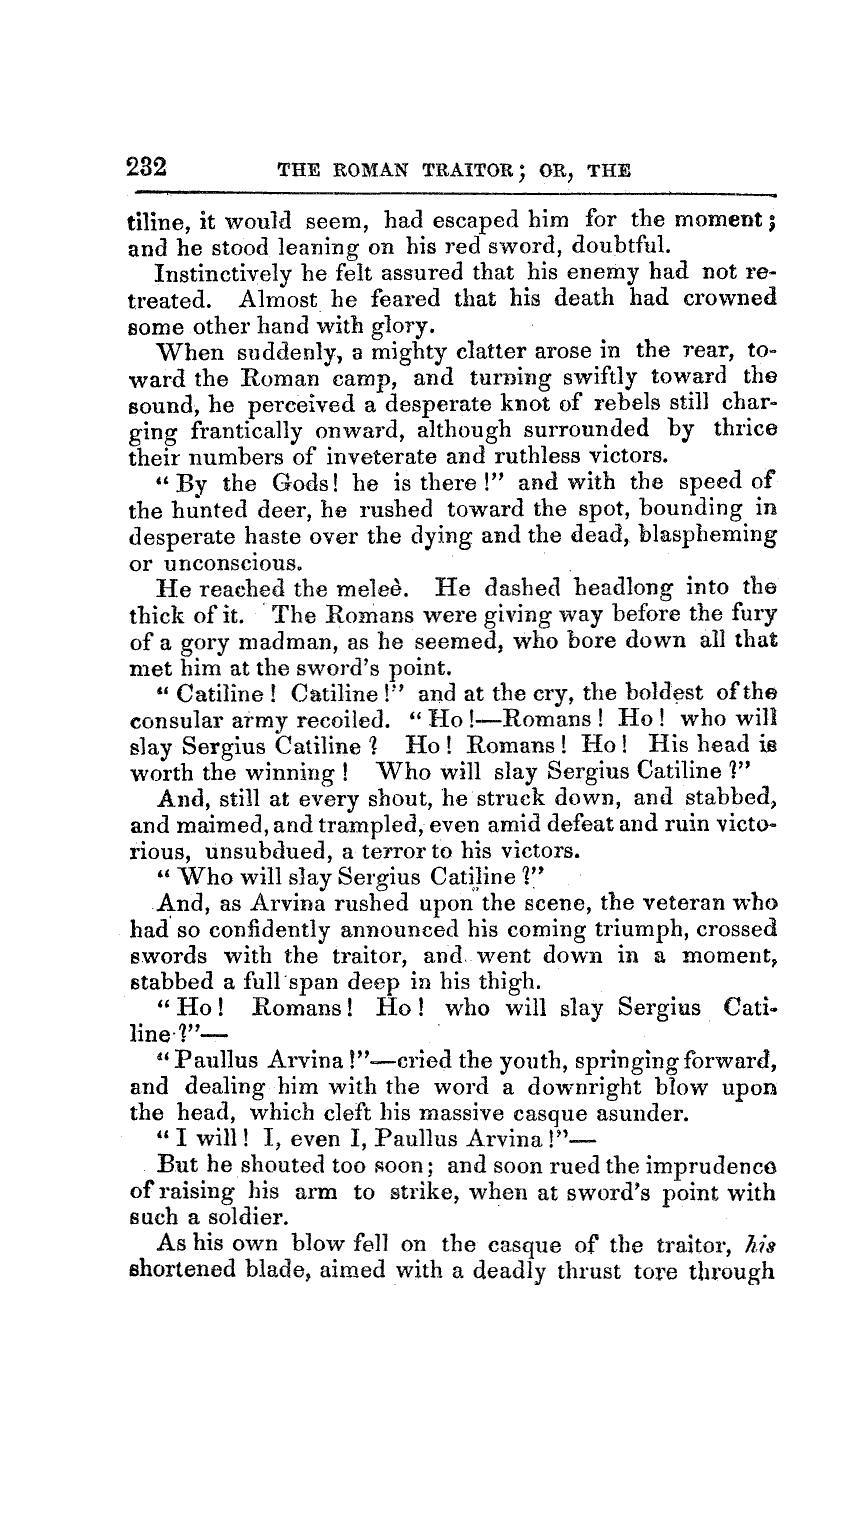 232 THE ROMAN TRAITOR; OR, THE
tiline, it would seem, had escaped him for the moment;
and he stood leaning on his red sword, doubtful.
Instinctively he felt assured that his enemy had not re-
treated. Almost he feared that his death had crowned
some other hand with glory.
When suddenly, a mighty clatter arose in the rear, to-
ward the Roman camp, and turning swiftly toward the
sound, he perceived a desperate knot of rebels still char-
ging frantically onward, although surrounded by thrice
their numbers of inveterate and ruthless victors.
"By the Gods! he is there!" and with the speed of
the hunted deer, he rushed toward the spot, bounding in
desperate haste over the dying and the dead, blaspheming
or unconscious.
He reached the meleè. He dashed headlong into the
thick of it. The Romans were giving way before the fury
of a gory madman, as he seemed, who bore down all that
met him at the sword's point.
"Catiline! Catiline!" and at the cry, the boldest of the
consular army recoiled. "Ho!—Romans! Ho! who will
slay Sergius Catiline? Ho! Romans! Ho! His head is
worth the winning! Who will slay Sergius Catiline?"
And, still at every shout, he struck down, and stabbed,
and maimed, and trampled, even amid defeat and ruin victo-
rious, unsubdued, a terror to his victors.
"Who will slay Sergius Catiline?"
And, as Arvina rushed upon the scene, the veteran who
had so confidently announced his coming triumph, crossed
swords with the traitor, and went down in a moment,
stabbed a full span deep in his thigh.
"Ho! Romans! Ho! who will slay Sergius Cati-
line?"—
"Paullus Arvina!"—cried the youth, springing forward,
and dealing him with the word a downright blow upon
the head, which cleft his massive casque asunder.
"I will! I, even I, Paullus Arvina!"—
But he shouted too soon; and soon rued the imprudence
of raising his arm to strike, when at sword's point with
such a soldier.
As his own blow fell on the casque of the traitor, his
shortened blade, aimed with a deadly thrust tore through